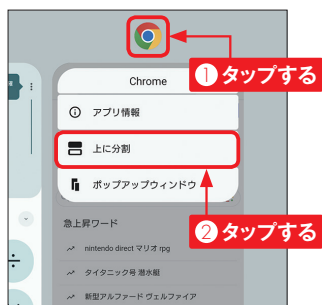 Chrome
①タップする
アプリ情報
上に分割
ポップアップウィンドウ
②タップする
急上昇ワード
nintendo direct マリオ rpg
タイタニック号 潜水艇
新型アルファード ヴェルファイア